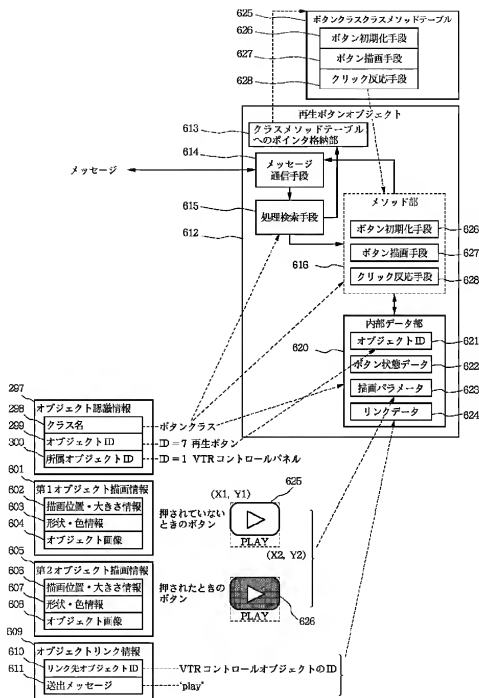 625
ボタンクラスクラスメソッドテーブル
626
ボタン初期化手段
627
ボタン描画手段
628
クリック反応手段
再生ボタンオブジェクト
613
クラスメソッドテーブル
へのポインタ格納部
614
メッセージ
通信手段
メッセージ
615
処理検索手段
612
メソッド部
ボタン初期化手段
626
ボタン描画手段
627
616
クリック反応手段
628
内部データ部
620
オブジェクトID
621
ボタン状態データ
622
描画パラメータ
623
リンクデータ
624
297
オブジェクト認識情報
298
クラス名
ボタンクラス
299
オブジェクトID
ID=7 再生ボタン
300
所属オブジェクトID
ID=1 VTRコントロールパネル
601
第1オブジェクト描画情報
602
描画位置・大きさ情報
603
形状・色情報
604
オブジェクト画像
押されていない
ときのボタン
(X1, Y1)
625
PLAY
(X2, Y2)
605
第2オブジェクト描画情報
606
描画位置・大きさ情報
607
形状・色情報
608
オブジェクト画像
押されたときの
ボタン
PLAY
626
609
オブジェクトリンク情報
610
リンク先オブジェクトID
VTRコントロールオブジェクトのID
611
送出メッセージ
"play"